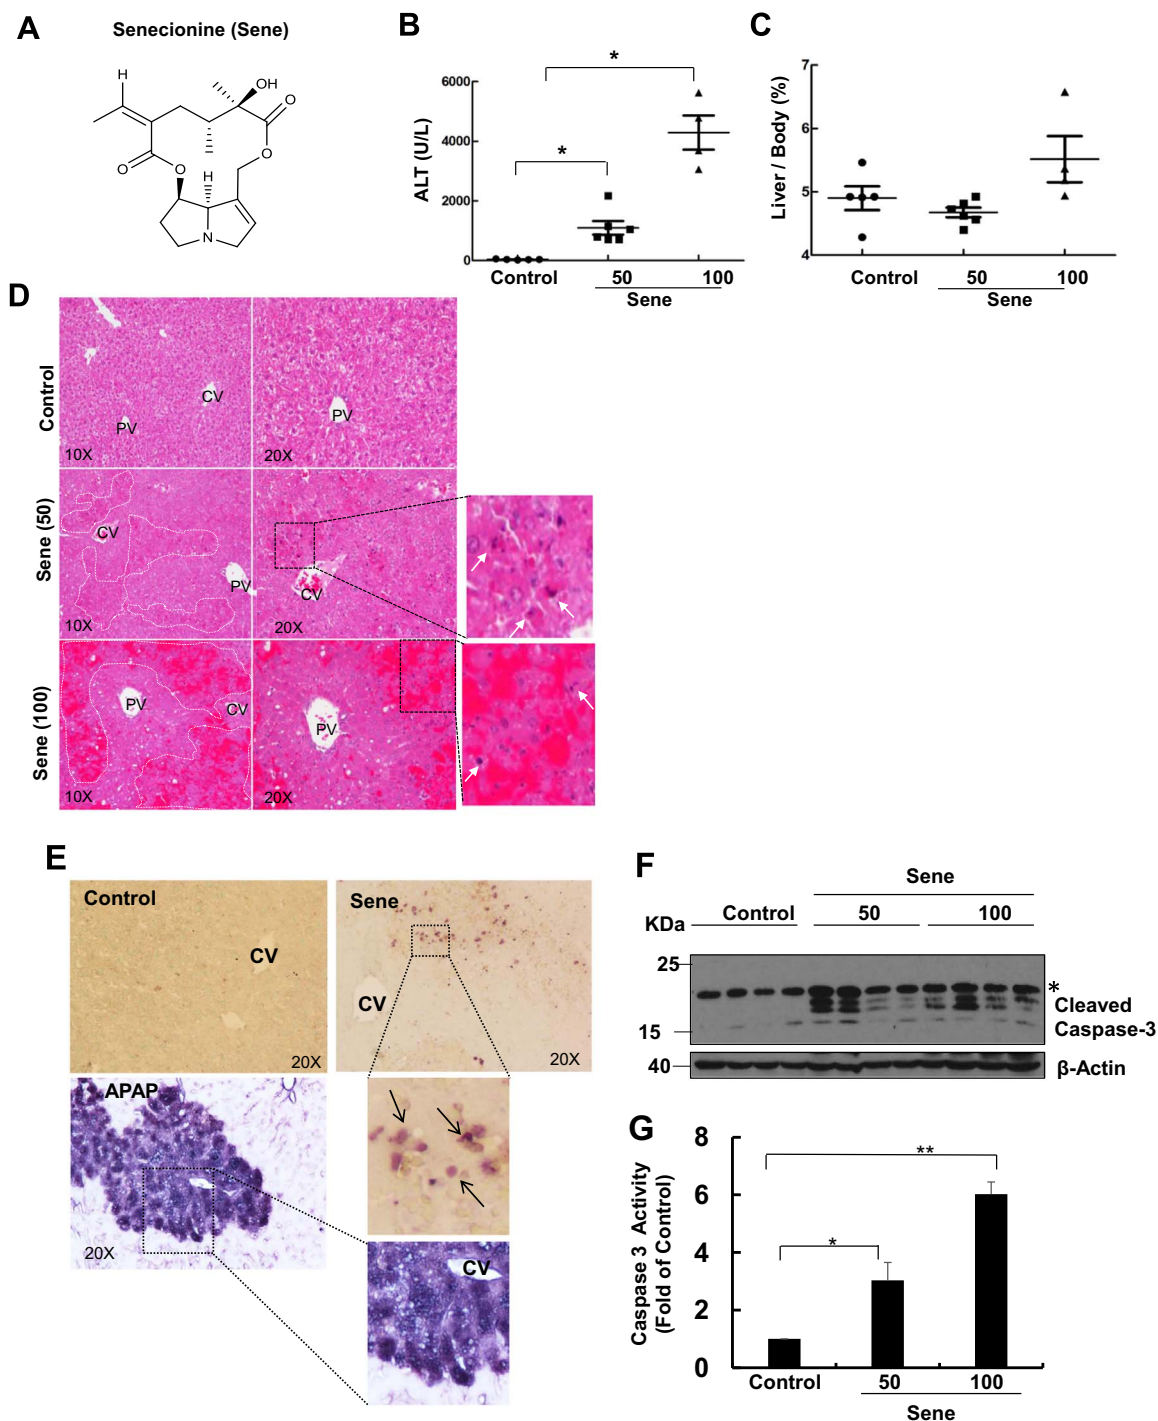 A
Senecionine (Sene)
H
OH
O
O
O
O
H
N
B
*
*
ALT (U/L)
6000
4000
2000
0
Control
50
100
Sene
C
Liver / Body (%)
7
6
5
4
Control
50
100
Sene
D
Control
CV
PV
10X
PV
20X
Sene (50)
CV
PV
10X
CV
20X
Sene (100)
PV
CV
10X
PV
20X
E
Control
CV
20X
Sene
CV
20X
APAP
20X
CV
F
Sene
Control
50
100
KDa
25
15
*
Cleaved
Caspase-3
40
β-Actin
G
Caspase 3 Activity
(Fold of Control)
8
6
4
2
0
**
*
Control
50
100
Sene